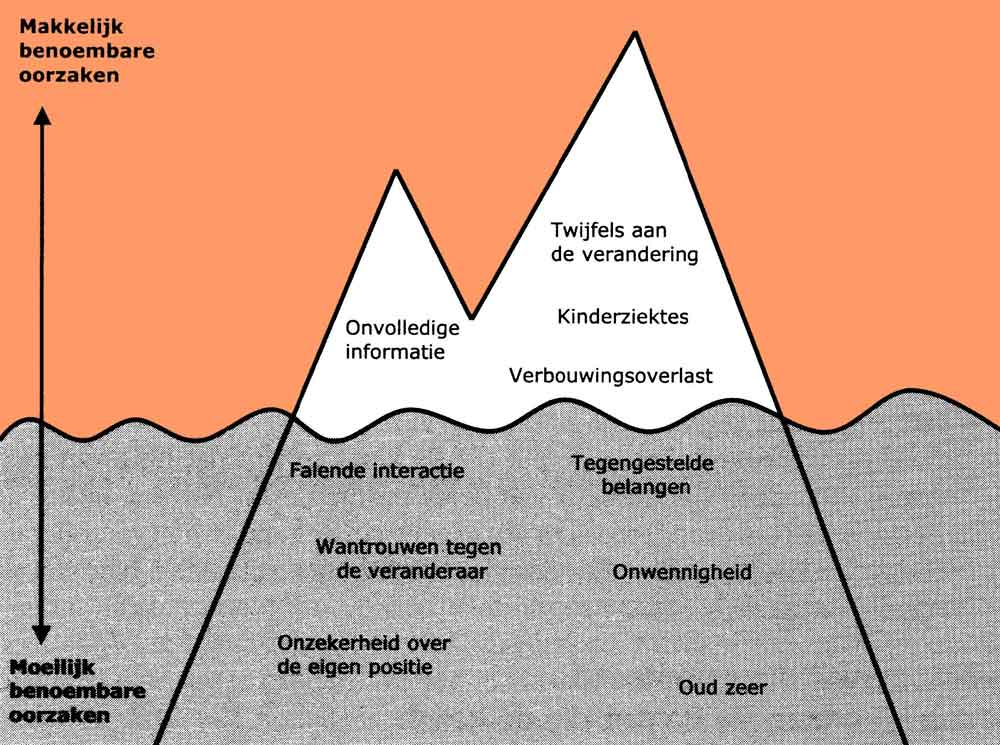 Makkelijk
benoembare
oorzaken
Twijfels aan
de verandering
Kinderziektes
Onvolledige
informatie
Verbouwingsoverlast
Falende interactie
Tegengestelde
belangen
Wantrouwen tegen
de veranderaar
Onwennigheid
Onzekerheid over
de eigen positie
Oud zeer
Moeilijk
benoembare
oorzaken